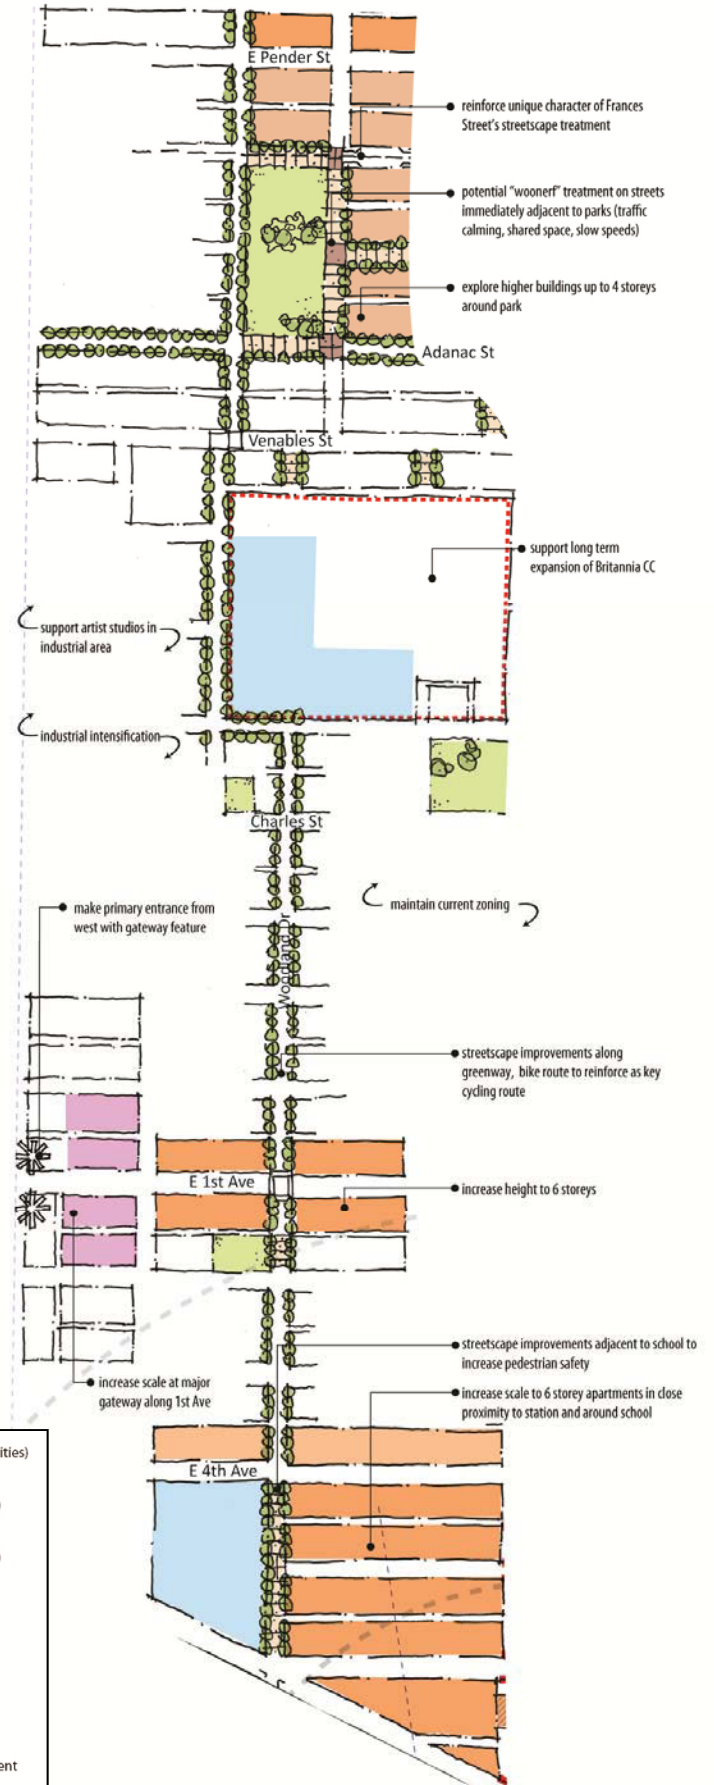 E Pender St
reinforce unique character of Frances
Street's streetscape treatment
potential "woonerf" treatment on streets
immediately adjacent to parks (traffic
calming, shared space, slow speeds)
explore higher buildings up to 4 storeys
around park
Adanac St
Venables St
support long term
expansion of Britannia CC
support artist studios in
industrial area
industrial intensification
Charles St
make primary entrance from
west with gateway feature
maintain current zoning
Woodland Dr
streetscape improvements along
greenway, bike route to reinforce as key
cycling route
E 1st Ave
increase height to 6 storeys
streetscape improvements adjacent to school to
increase pedestrian safety
increase scale at major
gateway along 1st Ave
increase scale to 6 storey apartments in close
proximity to station and around school
E 4th Ave
ities)
)
)
ent